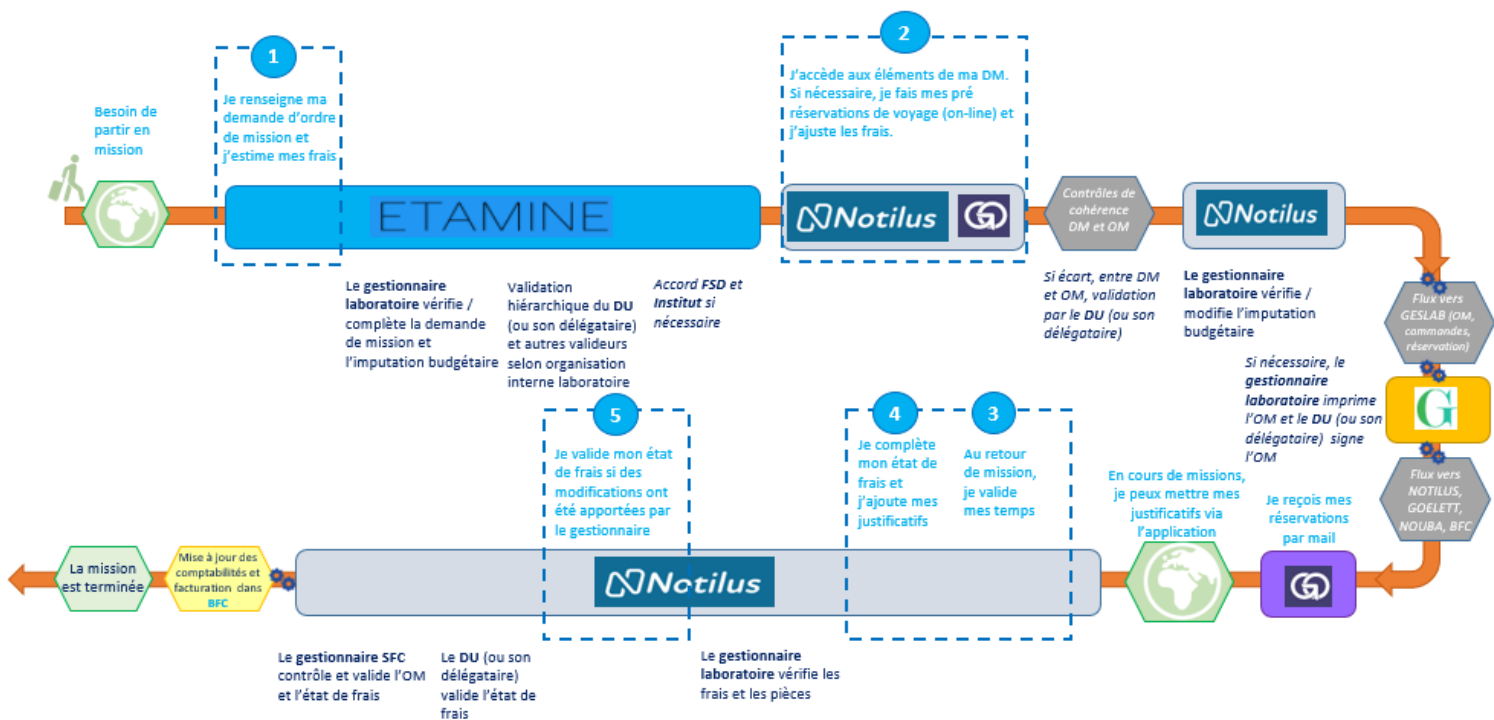 Besoin de
partir en
mission
1
Je renseigne ma
demande d'ordre
de mission et
j'estime mes frais
ETAMINE
Le gestionnaire
laboratoire vérifie /
complète la demande
de mission et
l'imputation budgétaire
Validation
hiérarchique du DU
(ou son délégataire)
et autres valideurs
selon organisation
interne laboratoire
Accord FSD et
Institut si
nécessaire
2
J'accède aux éléments de ma DM.
Si nécessaire, je fais mes pré
réservations de voyage (on-line) et
j'ajuste les frais.
Notilus
Contrôles de
cohérence
DM et OM
Si écart, entre DM
et OM, validation
par le DU (ou son
délégataire)
Notilus
Le gestionnaire
laboratoire vérifie /
modifie l'imputation
budgétaire
Flux vers
GESLAB (OM,
commandes,
réservation)
Si nécessaire, le
gestionnaire
laboratoire imprime
l'OM et le DU (ou son
délégataire) signe
l'OM
G
Flux vers
NOTILUS,
GOELETT,
NOUBA, BFC
Je reçois mes
réservations
par mail
En cours de missions,
je peux mettre mes
justificatifs via
l'application
3
Au retour
de mission,
je valide
mes temps
4
Je complète
mon état de
frais et
j'ajoute mes
justificatifs
5
Je valide mon état
de frais si des
modifications ont
été apportées par
le gestionnaire
Notilus
Le gestionnaire
laboratoire vérifie les
frais et les pièces
Le DU (ou son
délégataire)
valide l'état de
frais
Le gestionnaire SFC
contrôle et valide l'OM
et l'état de frais
Mise à jour des
comptabilités et
facturation dans
BFC
La mission
est terminée